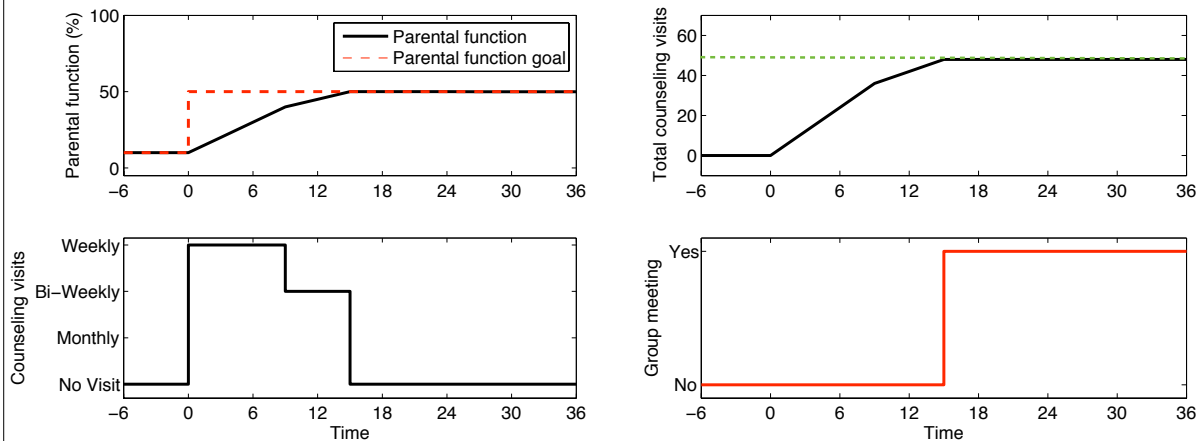 Parental function (%)
100
50
0
Parental function
Parental function goal
−6 0 6 12 18 24 30 36
Total counseling visits
60
40
20
0
−6 0 6 12 18 24 30 36
Counseling visits
Weekly
Bi−Weekly
Monthly
No Visit
−6 0 6 12 18 24 30 36
Time
Group meeting
Yes
No
−6 0 6 12 18 24 30 36
Time